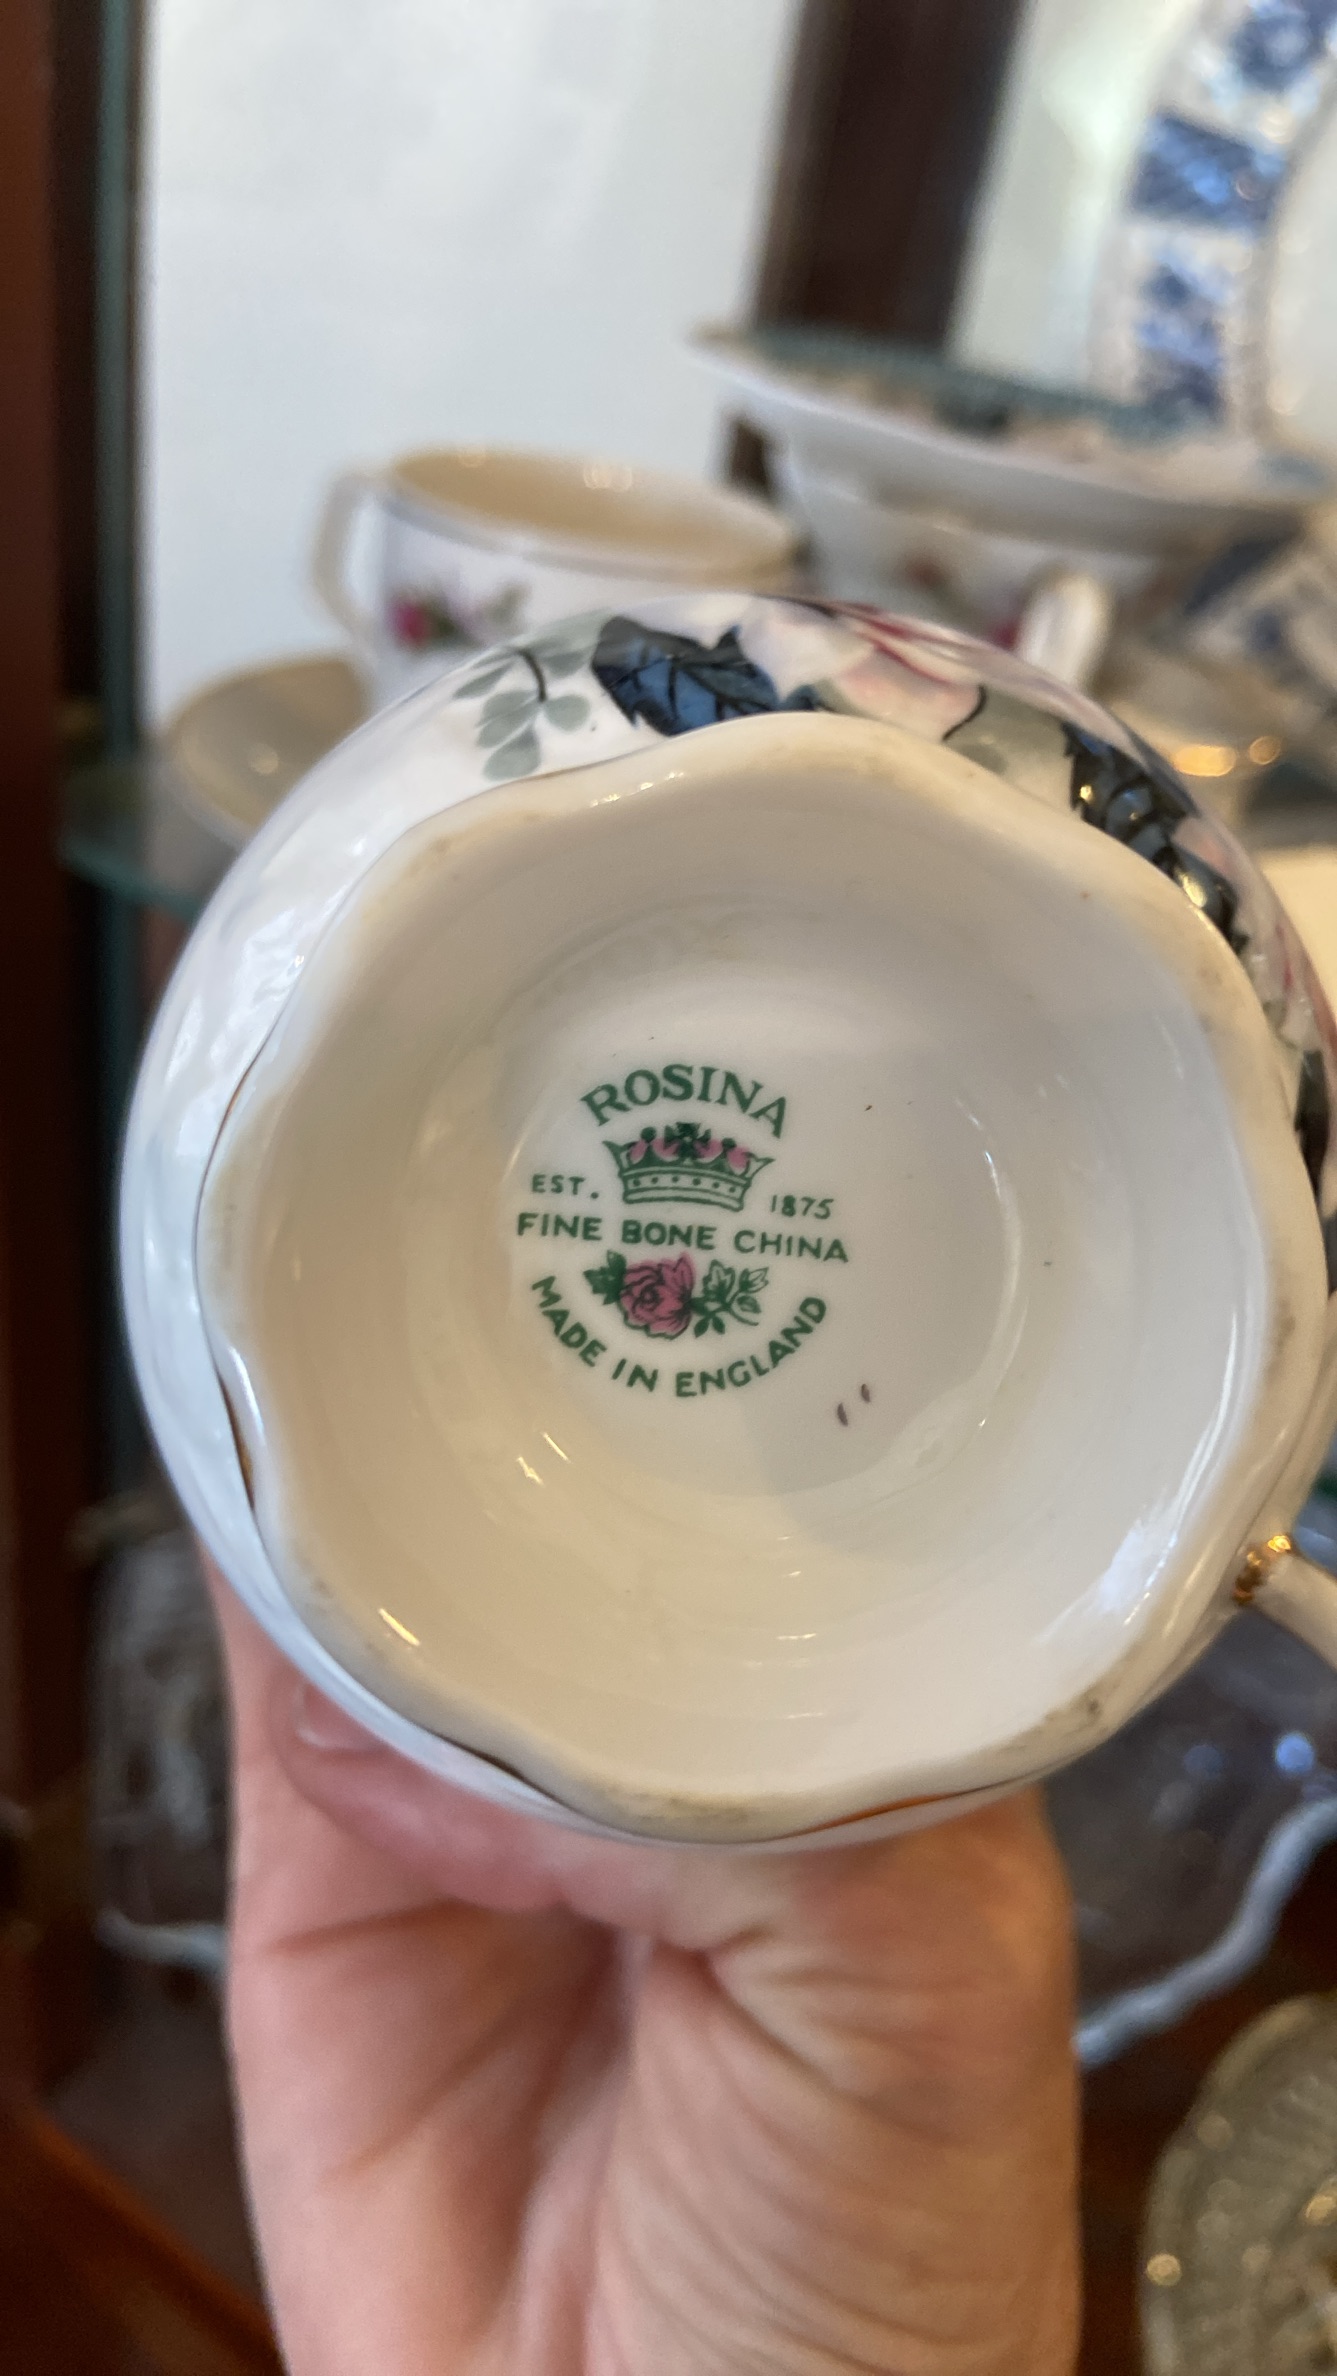 ROSINA
EST. 1875
FINE BONE CHINA
MADE IN ENGLAND